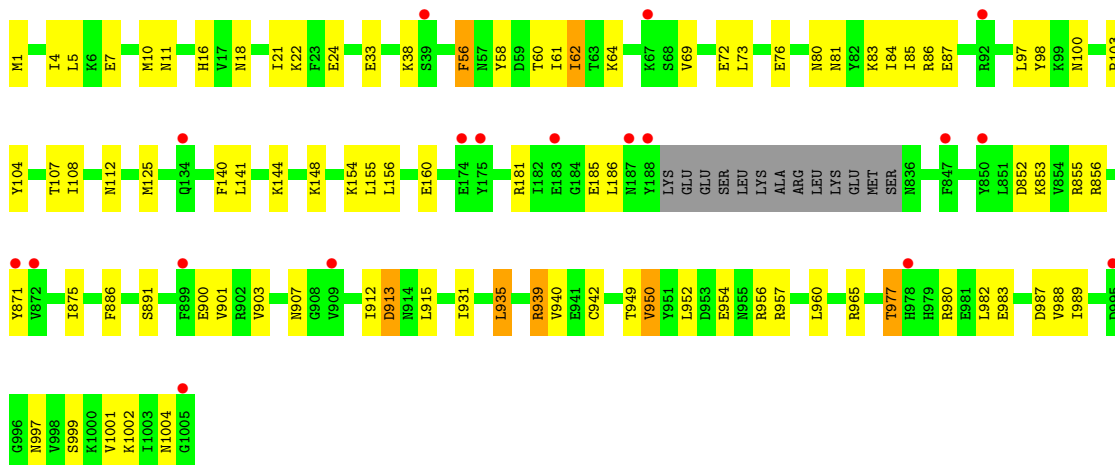 M1 I4 L5 K6 E7 M10 N11 H16 V17 N18 I21 K22 F23 E24 E33 K38 S39 F56 N57 Y58 D59 T60 I61 I62 T63 K64 K67 S68 V69 E72 L73 E76 N80 N81 Y82 K83 I84 I85 R86 E87 R92 L97 Y98 K99 N100
Y104 T107 I108 N112 M125 Q134 F140 L141 K144 K148 K154 L155 L156 E160 E174 Y175 R181 I182 E183 G184 E185 L186 N187 Y188 LYS GLU GLU SER LEU LYS ALA ARG LEU LYS GLU MET SER N836 F847 Y850 L851 D852 K853 V854 R855 R856
Y871 V872 I875 F886 S891 F899 E900 V901 R902 V903 N907 G908 V909 I912 D913 N914 L915 I931 L935 R939 V940 E941 C942 T949 V950 Y951 L952 D953 E954 N955 R956 R957 L960 R965 T977 H978 H979 R980 E981 L982 E983 D987 V988 I989 D995
G996 N997 V998 S999 K1000 V1001 K1002 I1003 N1004 G1005